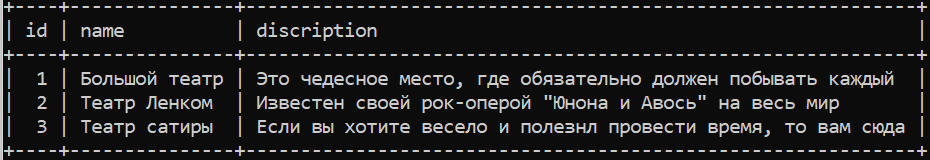 id name discription
1 Большой театр Это чедесное место, где обязательно должен побывать каждый
2 Театр Ленком Известен своей рок-оперой "Юнона и Авось" на весь мир
3 Театр сатиры Если вы хотите весело и полезнл провести время, то вам сюда